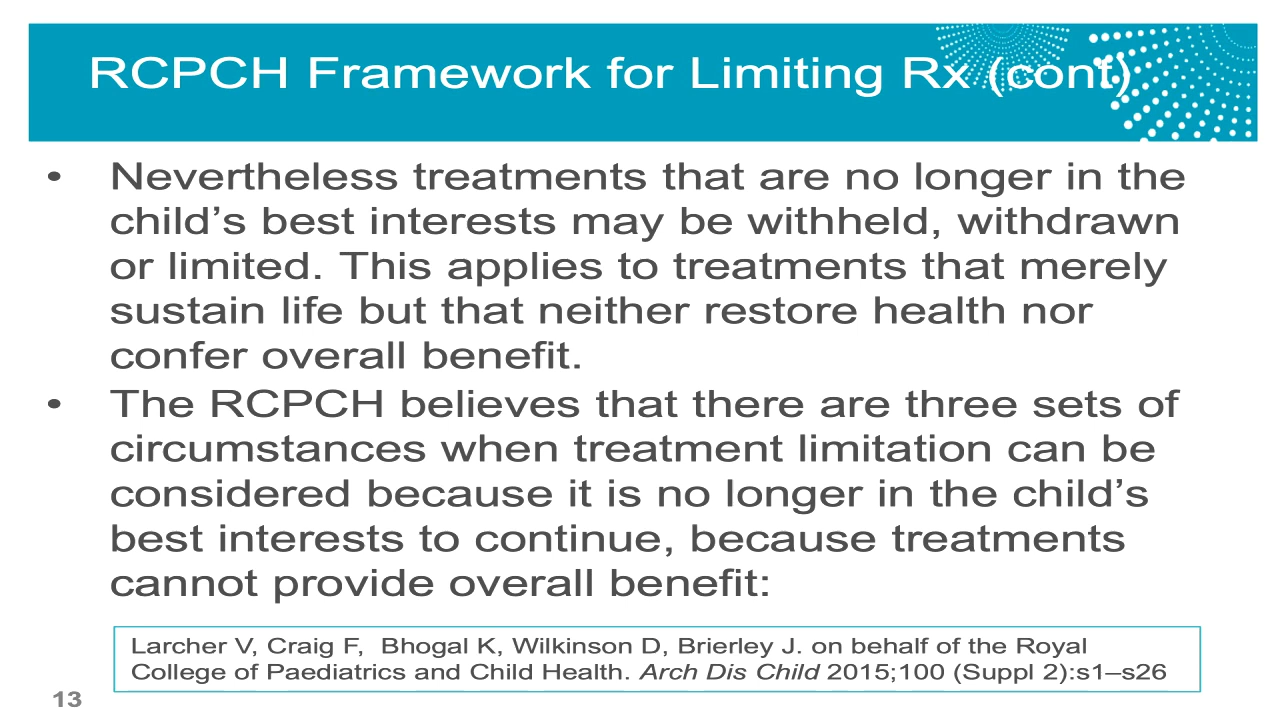 RCPCH Framework for Limiting Rx (cont)
• Nevertheless treatments that are no longer in the
child’s best interests may be withheld, withdrawn
or limited. This applies to treatments that merely
sustain life but that neither restore health nor
confer overall benefit.
• The RCPCH believes that there are three sets of
circumstances when treatment limitation can be
considered because it is no longer in the child’s
best interests to continue, because treatments
cannot provide overall benefit:
Larcher V, Craig F,  Bhogal K, Wilkinson D, Brierley J. on behalf of the Royal
College of Paediatrics and Child Health. Arch Dis Child 2015;100 (Suppl 2):s1–s26
13